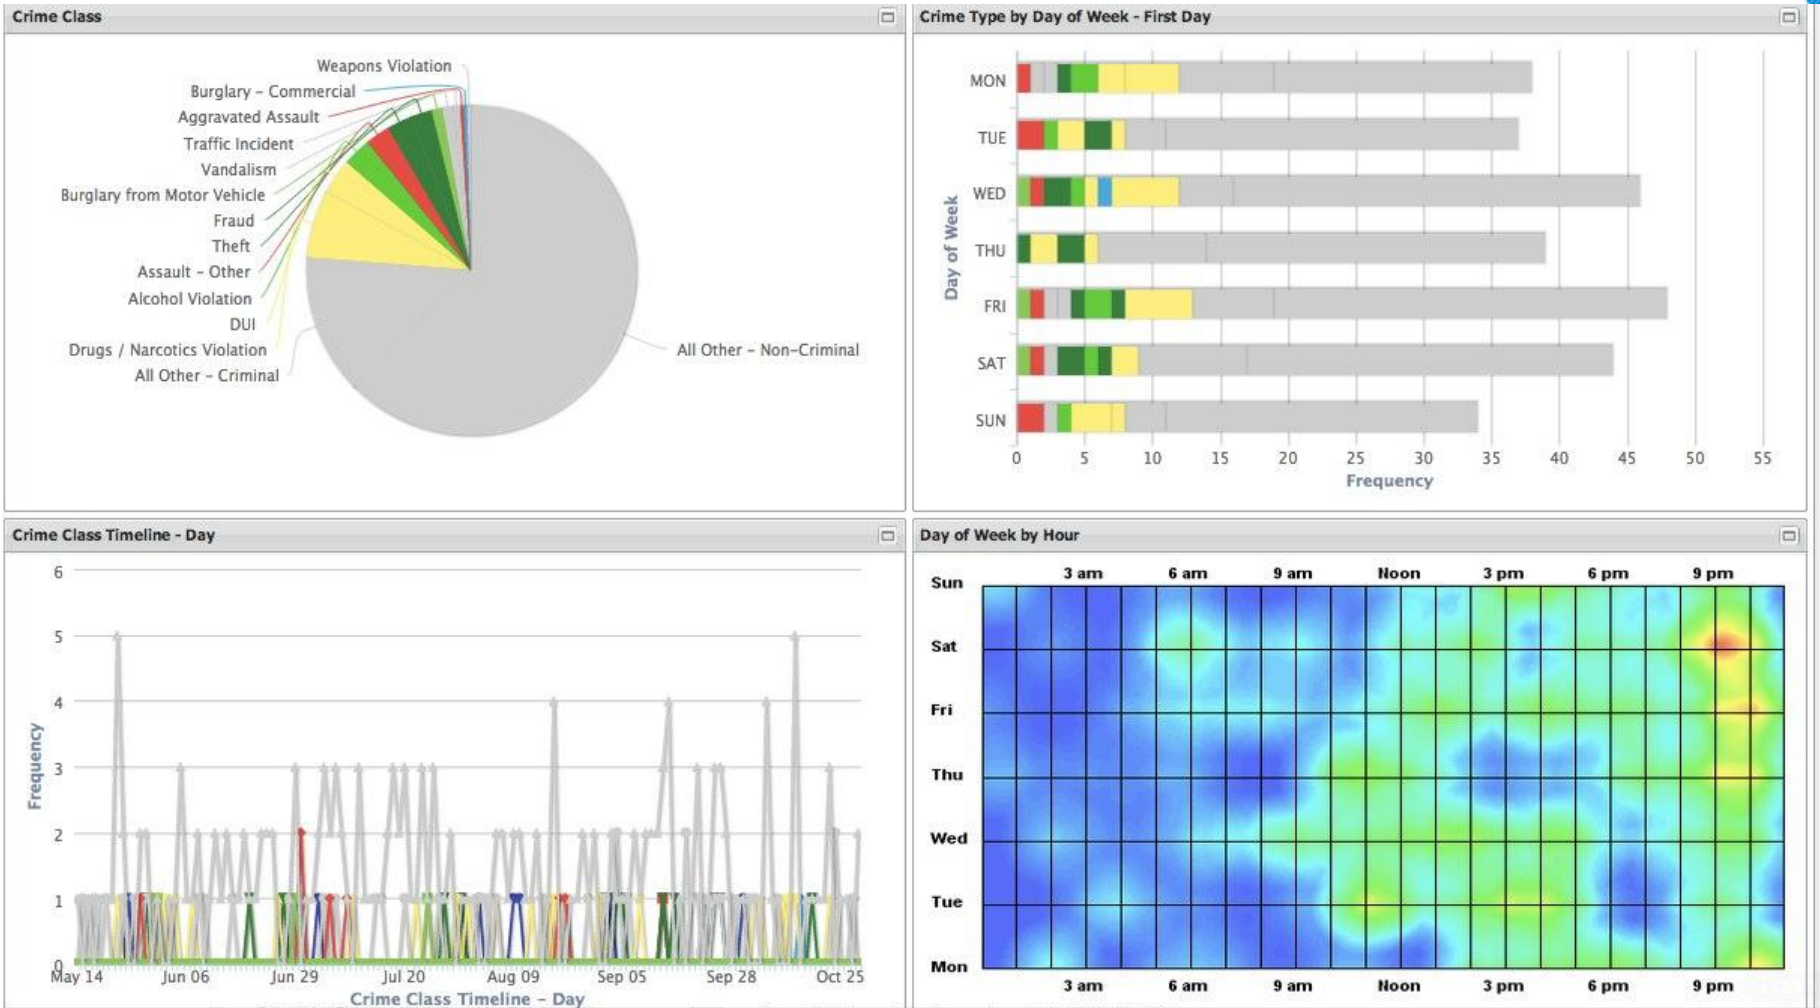 Crime Class
Weapons Violation
Burglary - Commercial
Aggravated Assault
Traffic Incident
Vandalism
Burglary from Motor Vehicle
Fraud
Theft
Assault - Other
Alcohol Violation
DUI
Drugs / Narcotics Violation
All Other - Criminal
All Other - Non-Criminal
Crime Type by Day of Week - First Day
Day of Week
MON
TUE
WED
THU
FRI
SAT
SUN
0 5 10 15 20 25 30 35 40 45 50 55
Frequency
Crime Class Timeline - Day
Frequency
6
5
4
3
2
1
0
May 14 Jun 06 Jun 29 Jul 20 Aug 09 Sep 05 Sep 28 Oct 25
Crime Class Timeline - Day
Day of Week by Hour
3 am 6 am 9 am Noon 3 pm 6 pm 9 pm
Sun
Sat
Fri
Thu
Wed
Tue
Mon
3 am 6 am 9 am Noon 3 pm 6 pm 9 pm